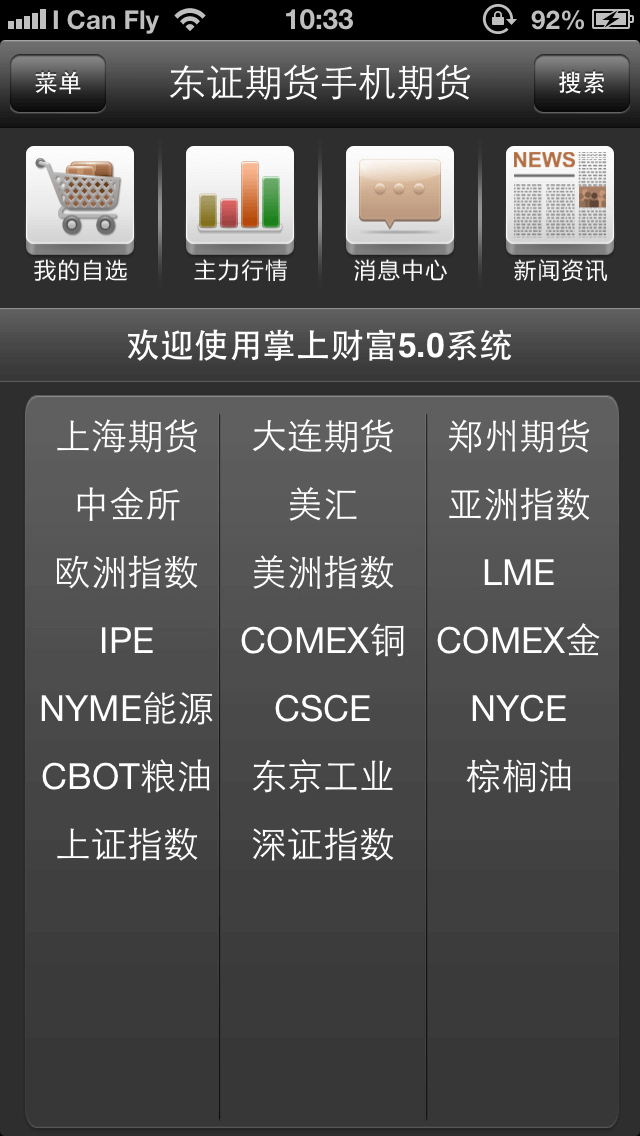 I Can Fly 10:33 92%
菜单 东证期货手机期货 搜索
NEWS
我的自选 主力行情 消息中心 新闻资讯
欢迎使用掌上财富5.0系统
上海期货 大连期货 郑州期货
中金所 美汇 亚洲指数
欧洲指数 美洲指数 LME
IPE COMEX铜 COMEX金
NYME能源 CSCE NYCE
CBOT粮油 东京工业 棕榈油
上证指数 深证指数